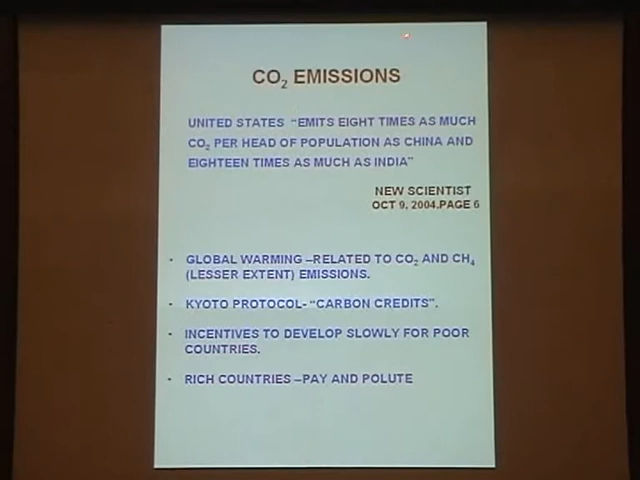 CO2 EMISSIONS
UNITED STATES "EMITS EIGHT TIMES AS MUCH
CO2 PER HEAD OF POPULATION AS CHINA AND
EIGHTEEN TIMES AS MUCH AS INDIA"
NEW SCIENTIST
OCT 9, 2004.PAGE 6
· GLOBAL WARMING –RELATED TO CO2 AND CH4
(LESSER EXTENT) EMISSIONS.
· KYOTO PROTOCOL- "CARBON CREDITS".
· INCENTIVES TO DEVELOP SLOWLY FOR POOR
COUNTRIES.
· RICH COUNTRIES –PAY AND POLUTE